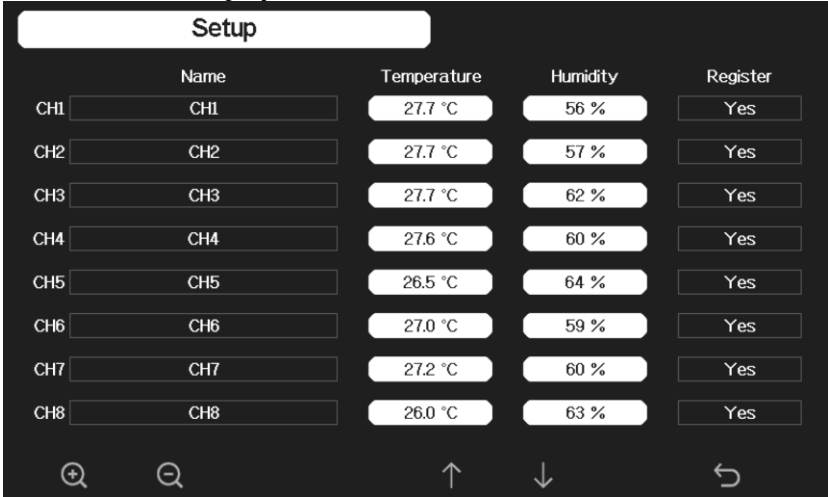 Setup
Name Temperature Humidity Register
CH1 CH1 27.7 °C 56 % Yes
CH2 CH2 27.7 °C 57 % Yes
CH3 CH3 27.7 °C 62 % Yes
CH4 CH4 27.6 °C 60 % Yes
CH5 CH5 26.5 °C 64 % Yes
CH6 CH6 27.0 °C 59 % Yes
CH7 CH7 27.2 °C 60 % Yes
CH8 CH8 26.0 °C 63 % Yes